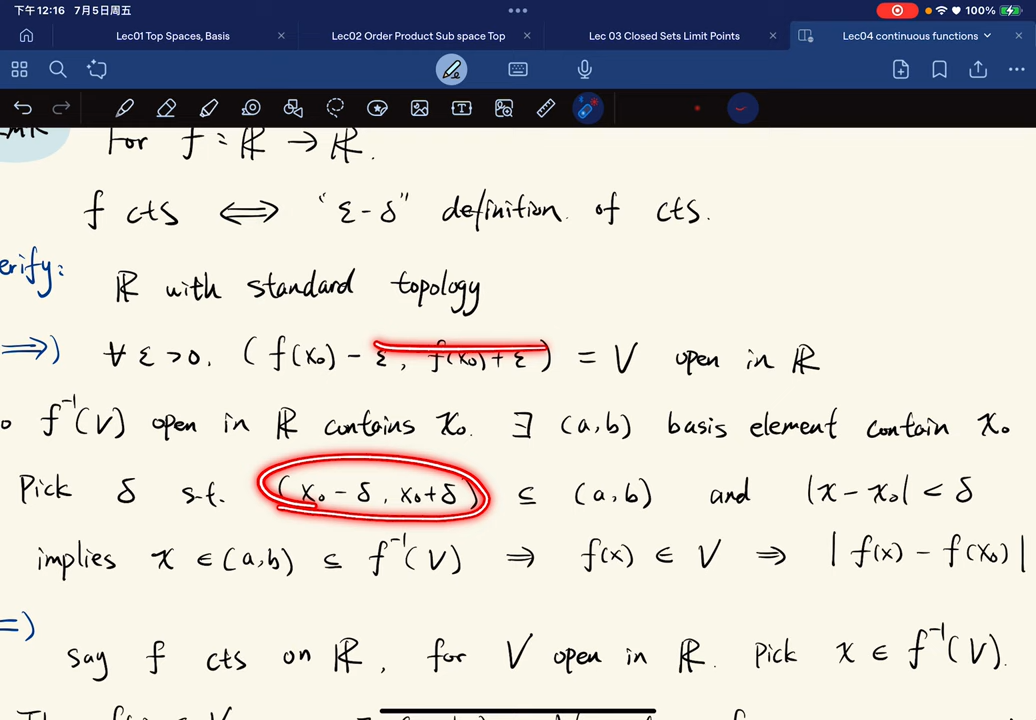 下午12:16 7月5日周五
100%
Lec01 Top Spaces, Basis
Lec02 Order Product Sub space Top
Lec 03 Closed Sets Limit Points
Lec04 continuous functions
For f : ℝ → ℝ.
f cts ⟺ "ε-δ" definition of cts.
erify:
ℝ with standard topology
⟹) ∀ ε > 0. (f(x₀) - ε, f(x₀) + ε) = V open in ℝ
f⁻¹(V) open in ℝ contains x₀. ∃ (a,b) basis element contain x₀
Pick δ s.t. (x₀ - δ, x₀ + δ) ⊆ (a,b) and |x - x₀| < δ
implies x ∈ (a,b) ⊆ f⁻¹(V) ⟹ f(x) ∈ V ⟹ |f(x) - f(x₀)|
=)
say f cts on ℝ, for V open in ℝ. Pick x ∈ f⁻¹(V).